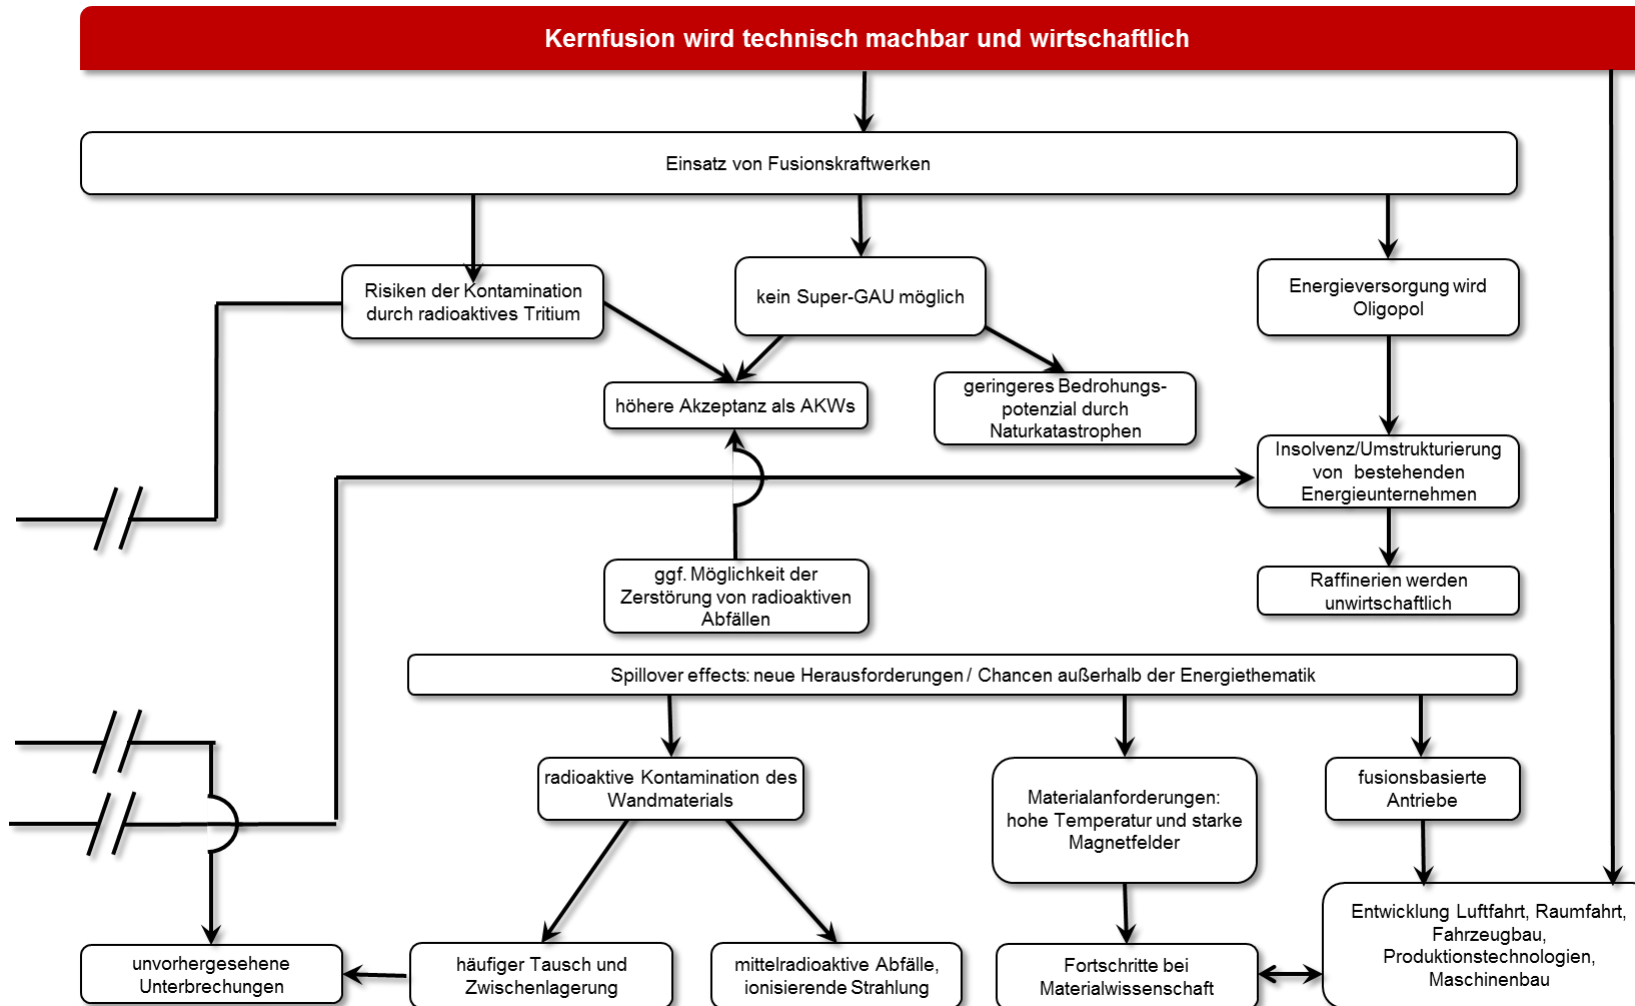 Kernfusion wird technisch machbar und wirtschaftlich
Einsatz von Fusionskraftwerken
Risiken der Kontamination
durch radioaktives Tritium
kein Super-GAU möglich
Energieversorgung wird
Oligopol
höhere Akzeptanz als AKWs
geringeres Bedrohungs-
potenzial durch
Naturkatastrophen
Insolvenz/Umstrukturierung
von bestehenden
Energieunternehmen
ggf. Möglichkeit der
Zerstörung von radioaktiven
Abfällen
Raffinerien werden
unwirtschaftlich
Spillover effects: neue Herausforderungen / Chancen außerhalb der Energiethematik
radioaktive Kontamination des
Wandmaterials
Materialanforderungen:
hohe Temperatur und starke
Magnetfelder
fusionsbasierte
Antriebe
unvorhergesehene
Unterbrechungen
häufiger Tausch und
Zwischenlagerung
mittelradioaktive Abfälle,
ionisierende Strahlung
Fortschritte bei
Materialwissenschaft
Entwicklung Luftfahrt, Raumfahrt,
Fahrzeugbau,
Produktionstechnologien,
Maschinenbau